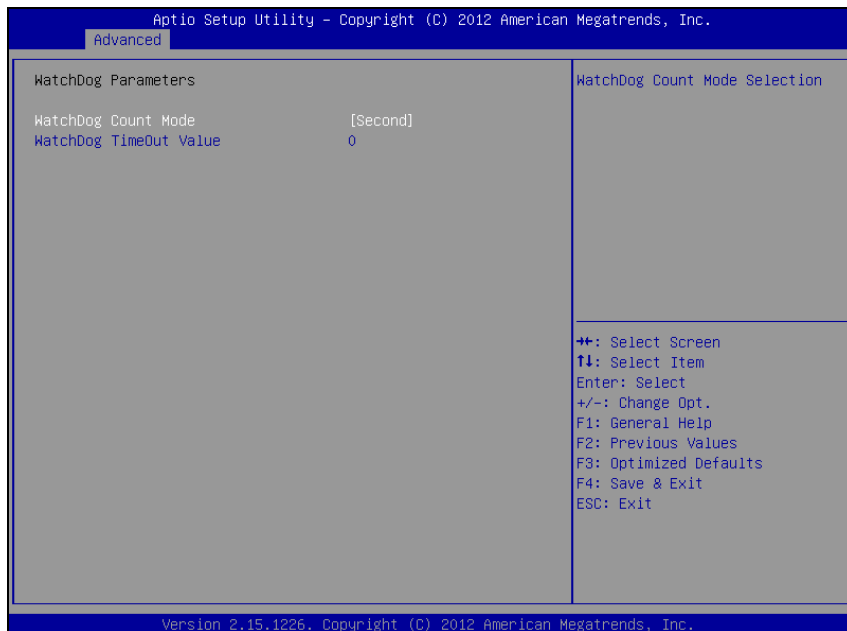 Aptio Setup Utility – Copyright (C) 2012 American Megatrends, Inc.
Advanced
WatchDog Parameters
WatchDog Count Mode [Second]
WatchDog TimeOut Value 0
WatchDog Count Mode Selection
→←: Select Screen
↑↓: Select Item
Enter: Select
+/-: Change Opt.
F1: General Help
F2: Previous Values
F3: Optimized Defaults
F4: Save & Exit
ESC: Exit
Version 2.15.1226. Copyright (C) 2012 American Megatrends, Inc.